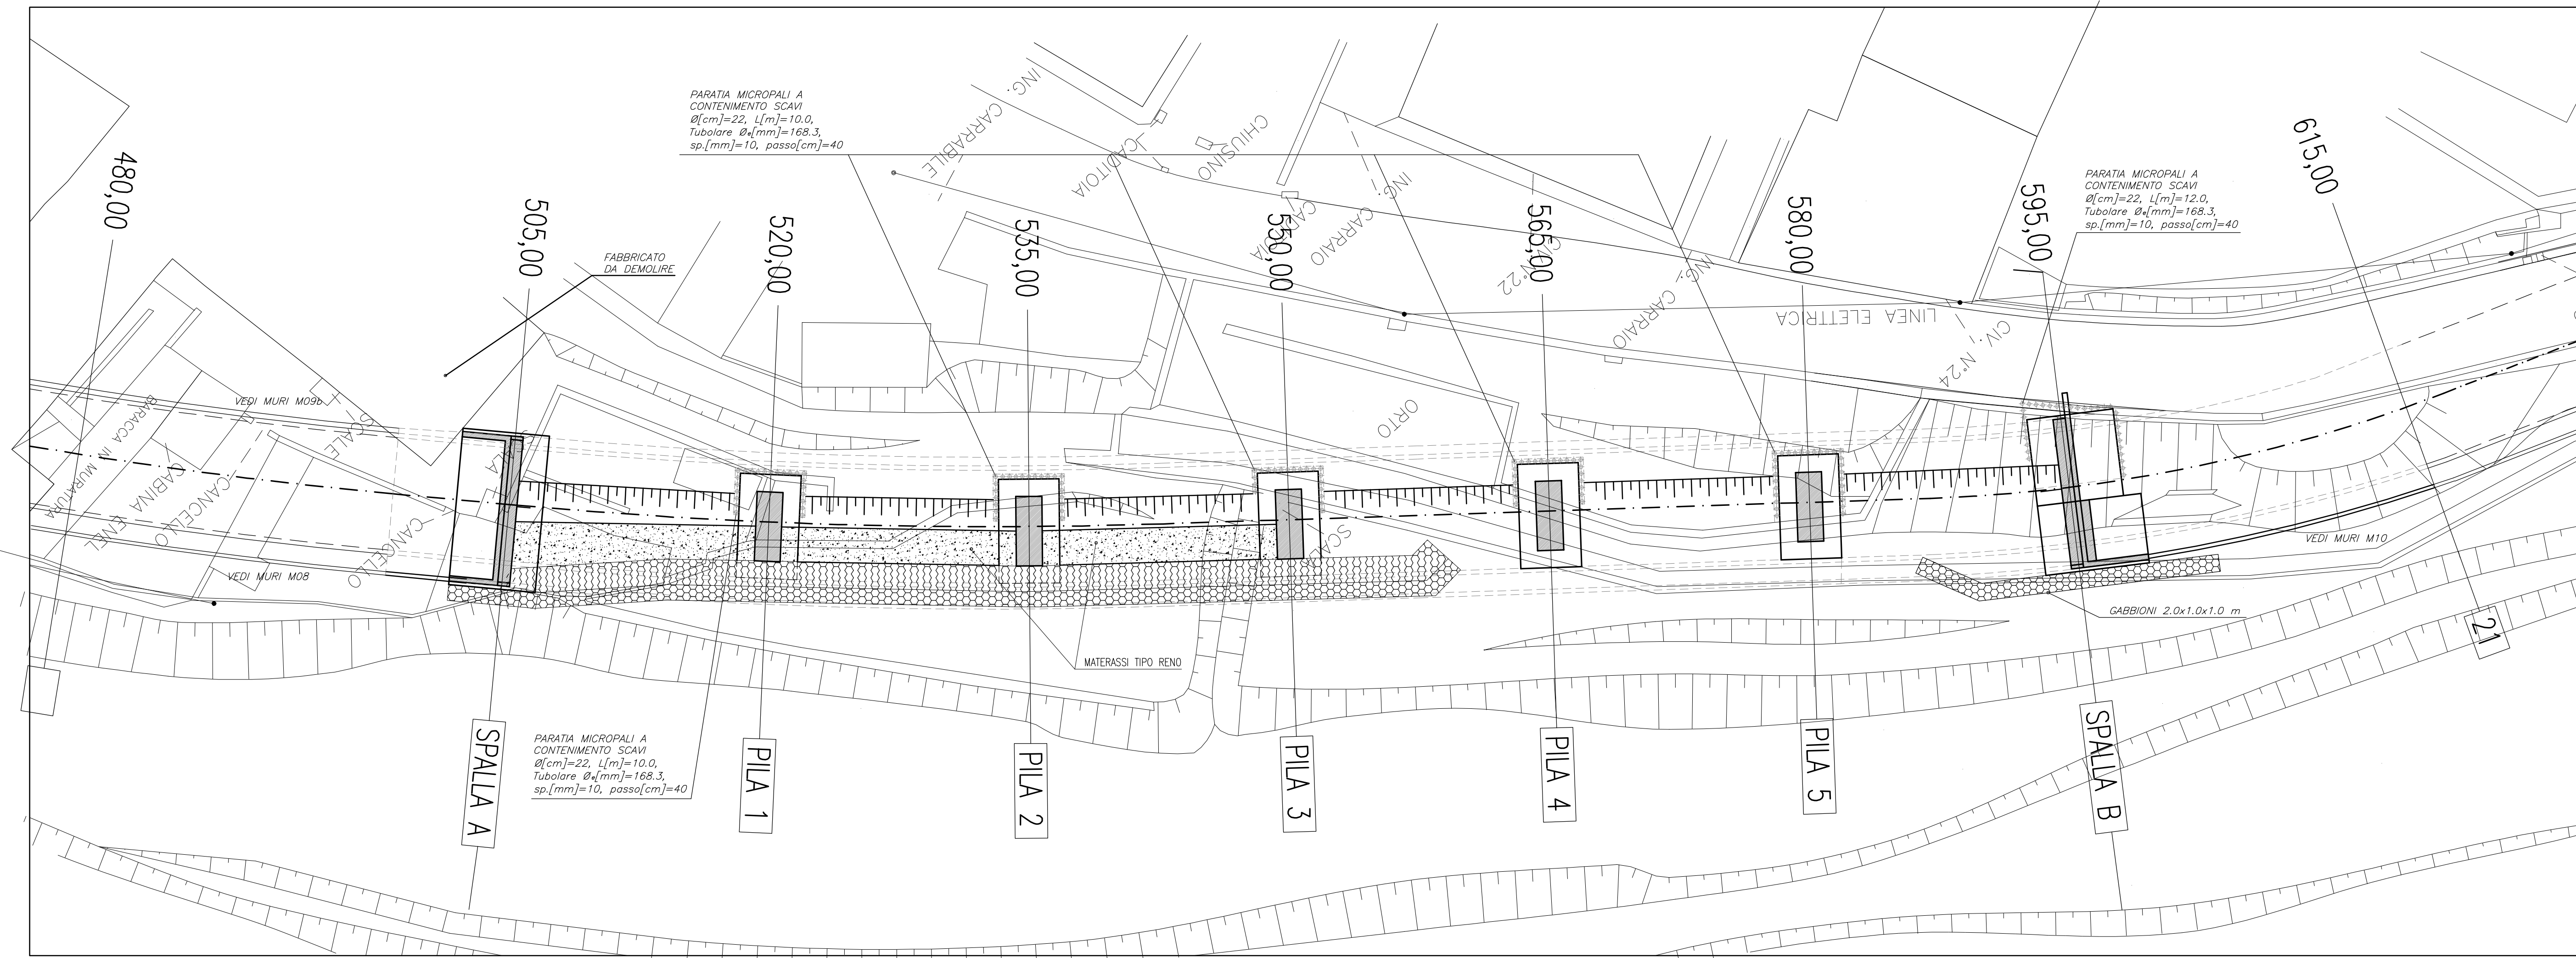 PARATIA MICROPALI A
CONTENIMENTO SCAVI
Ø[cm]=22, L[m]=10.0,
Tubolare Øe[mm]=168.3,
sp.[mm]=10, passo[cm]=40
ING. CARRABILE
CADITOIA
CHIUSINO
CADITOIA
ING. CARRAIO
CIV. N°22
ING. CARRAIO
LINEA ELETTRICA
CIV. N°24
PARATIA MICROPALI A
CONTENIMENTO SCAVI
Ø[cm]=22, L[m]=12.0,
Tubolare Øe[mm]=168.3,
sp.[mm]=10, passo[cm]=40
480,00
505,00
520,00
535,00
550,00
565,00
580,00
595,00
615,00
FABBRICATO
DA DEMOLIRE
VEDI MURI M09b
BARACCA IN MURATURA
CABINA ENEL
CANCELLO
SCALE
CANCELLO
VEDI MURI M08
ORTO
SCALA
VEDI MURI M10
GABBIONI 2.0x1.0x1.0 m
21
MATERASSI TIPO RENO
PARATIA MICROPALI A
CONTENIMENTO SCAVI
Ø[cm]=22, L[m]=10.0,
Tubolare Øe[mm]=168.3,
sp.[mm]=10, passo[cm]=40
SPALLA A
PILA 1
PILA 2
PILA 3
PILA 4
PILA 5
SPALLA B